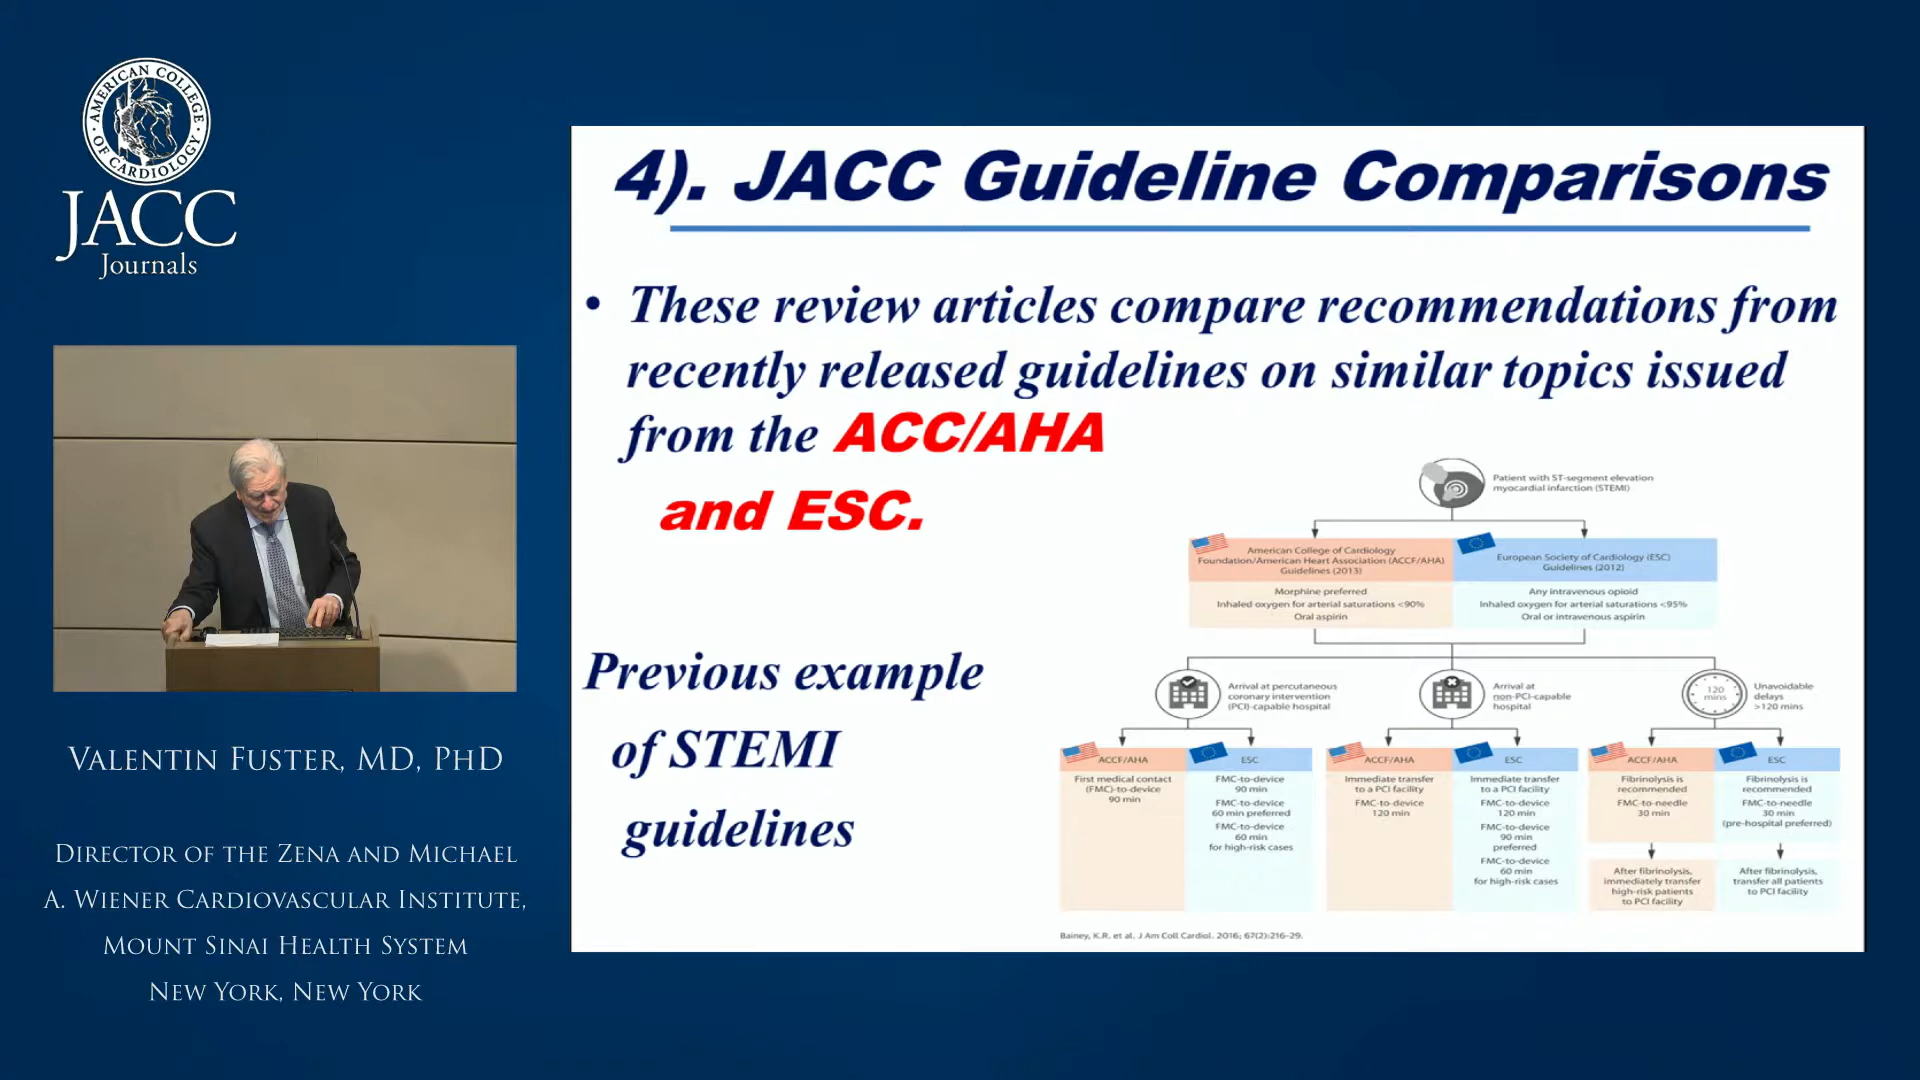 AMERICAN COLLEGE OF CARDIOLOGY
JACC
Journals
VALENTIN FUSTER, MD, PHD
DIRECTOR OF THE ZENA AND MICHAEL
A. WIENER CARDIOVASCULAR INSTITUTE,
MOUNT SINAI HEALTH SYSTEM
NEW YORK, NEW YORK
4). JACC Guideline Comparisons
• These review articles compare recommendations from
recently released guidelines on similar topics issued
from the ACC/AHA
and ESC.
Previous example
of STEMI
guidelines
Patient with ST-segment elevation
myocardial infarction (STEMI)
American College of Cardiology
Foundation/American Heart Association (ACCF/AHA)
Guidelines (2013)
Morphine preferred
Inhaled oxygen for arterial saturations <90%
Oral aspirin
European Society of Cardiology (ESC)
Guidelines (2012)
Any intravenous opioid
Inhaled oxygen for arterial saturations <95%
Oral or intravenous aspirin
Arrival at percutaneous
coronary intervention
(PCI)-capable hospital
Arrival at
non-PCI-capable
hospital
120
mins
Unavoidable
delays
>120 mins
ACCF/AHA
First medical contact
(FMC)-to-device
90 min
ESC
FMC-to-device
90 min
FMC-to-device
60 min preferred
FMC-to-device
60 min
for high-risk cases
ACCF/AHA
Immediate transfer
to a PCI facility
FMC-to-device
120 min
ESC
Immediate transfer
to a PCI facility
FMC-to-device
120 min
FMC-to-device
90 min
preferred
FMC-to-device
60 min
for high-risk cases
ACCF/AHA
Fibrinolysis is
recommended
FMC-to-needle
30 min
After fibrinolysis,
immediately transfer
high-risk patients
to PCI facility
ESC
Fibrinolysis is
recommended
FMC-to-needle
30 min
(pre-hospital preferred)
After fibrinolysis,
transfer all patients
to PCI facility
Bainey, K.R. et al. J Am Coll Cardiol. 2016; 67(2):216–29.